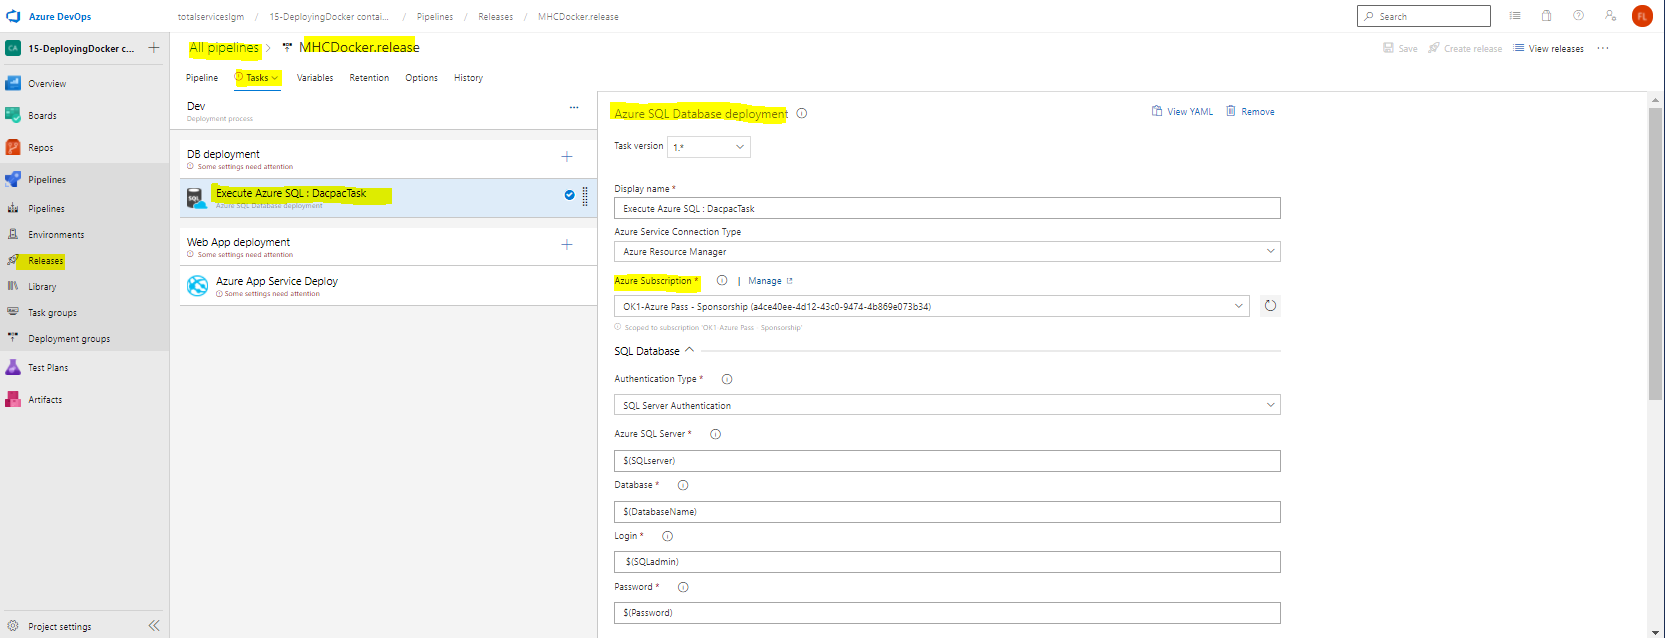 Azure DevOps
totalserviceslgm / 15-DeployingDocker contai... / Pipelines / Releases / MHCDocker.release
Search
FL
CA 15-DeployingDocker c...
Overview
Boards
Repos
Pipelines
Pipelines
Environments
Releases
Library
Task groups
Deployment groups
Test Plans
Artifacts
Project settings
All pipelines > MHCDocker.release
Save
Create release
View releases
...
Pipeline
Tasks
Variables
Retention
Options
History
Dev
Deployment process
...
DB deployment
Some settings need attention
SQL
Execute Azure SQL : DacpacTask
Azure SQL Database deployment
Web App deployment
Some settings need attention
Azure App Service Deploy
Some settings need attention
Azure SQL Database deployment
View YAML
Remove
Task version 1.*
Display name *
Execute Azure SQL : DacpacTask
Azure Service Connection Type
Azure Resource Manager
Azure Subscription * | Manage
OK1-Azure Pass - Sponsorship (a4ce40ee-4d12-43c0-9474-4b869e073b34)
Scoped to subscription 'OK1-Azure Pass - Sponsorship'
SQL Database
Authentication Type *
SQL Server Authentication
Azure SQL Server *
$(SQLserver)
Database *
$(DatabaseName)
Login *
$(SQLadmin)
Password *
$(Password)